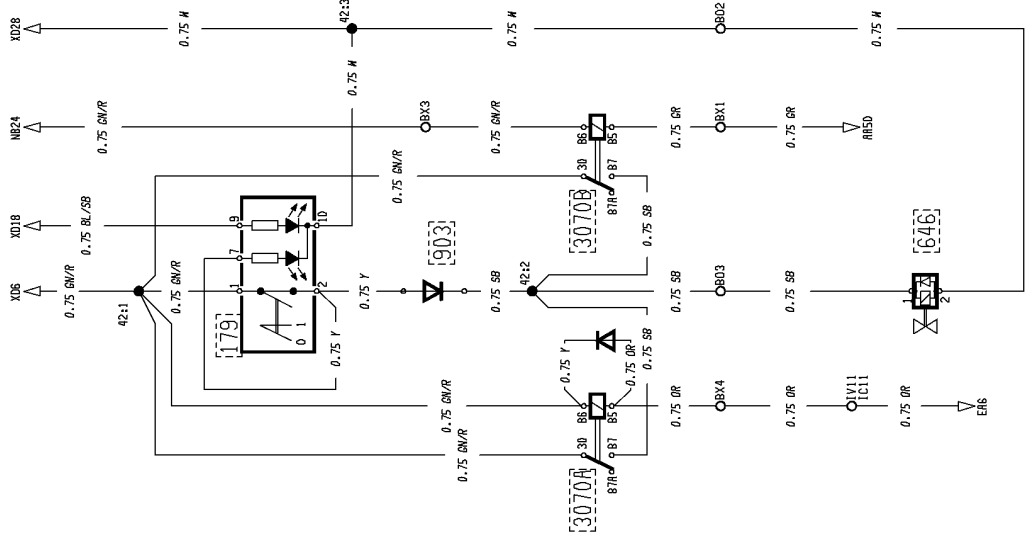 XD28
0.75 W
42:3
0.75 W
BO2
0.75 W
0.75 W
NB24
0.75 GN/R
BX3
0.75 GN/R
B6
B5
0.75 GR
BX1
0.75 GR
AA5D
30
B7
B7A
3070B
0.75 GN/R
0.75 SB
XD18
0.75 BL/SB
9
10
7
XD6
0.75 GN/R
42:1
0.75 GN/R
1
2
0 1
179
0.75 Y
0.75 Y
903
0.75 SB
42:2
0.75 SB
BO3
0.75 SB
1
2
646
0.75 Y
0.75 OR
0.75 SB
0.75 GN/R
B6
B5
0.75 OR
BX4
0.75 OR
IV11
IC11
0.75 OR
EA6
0.75 GN/R
30
B7
B7A
3070A